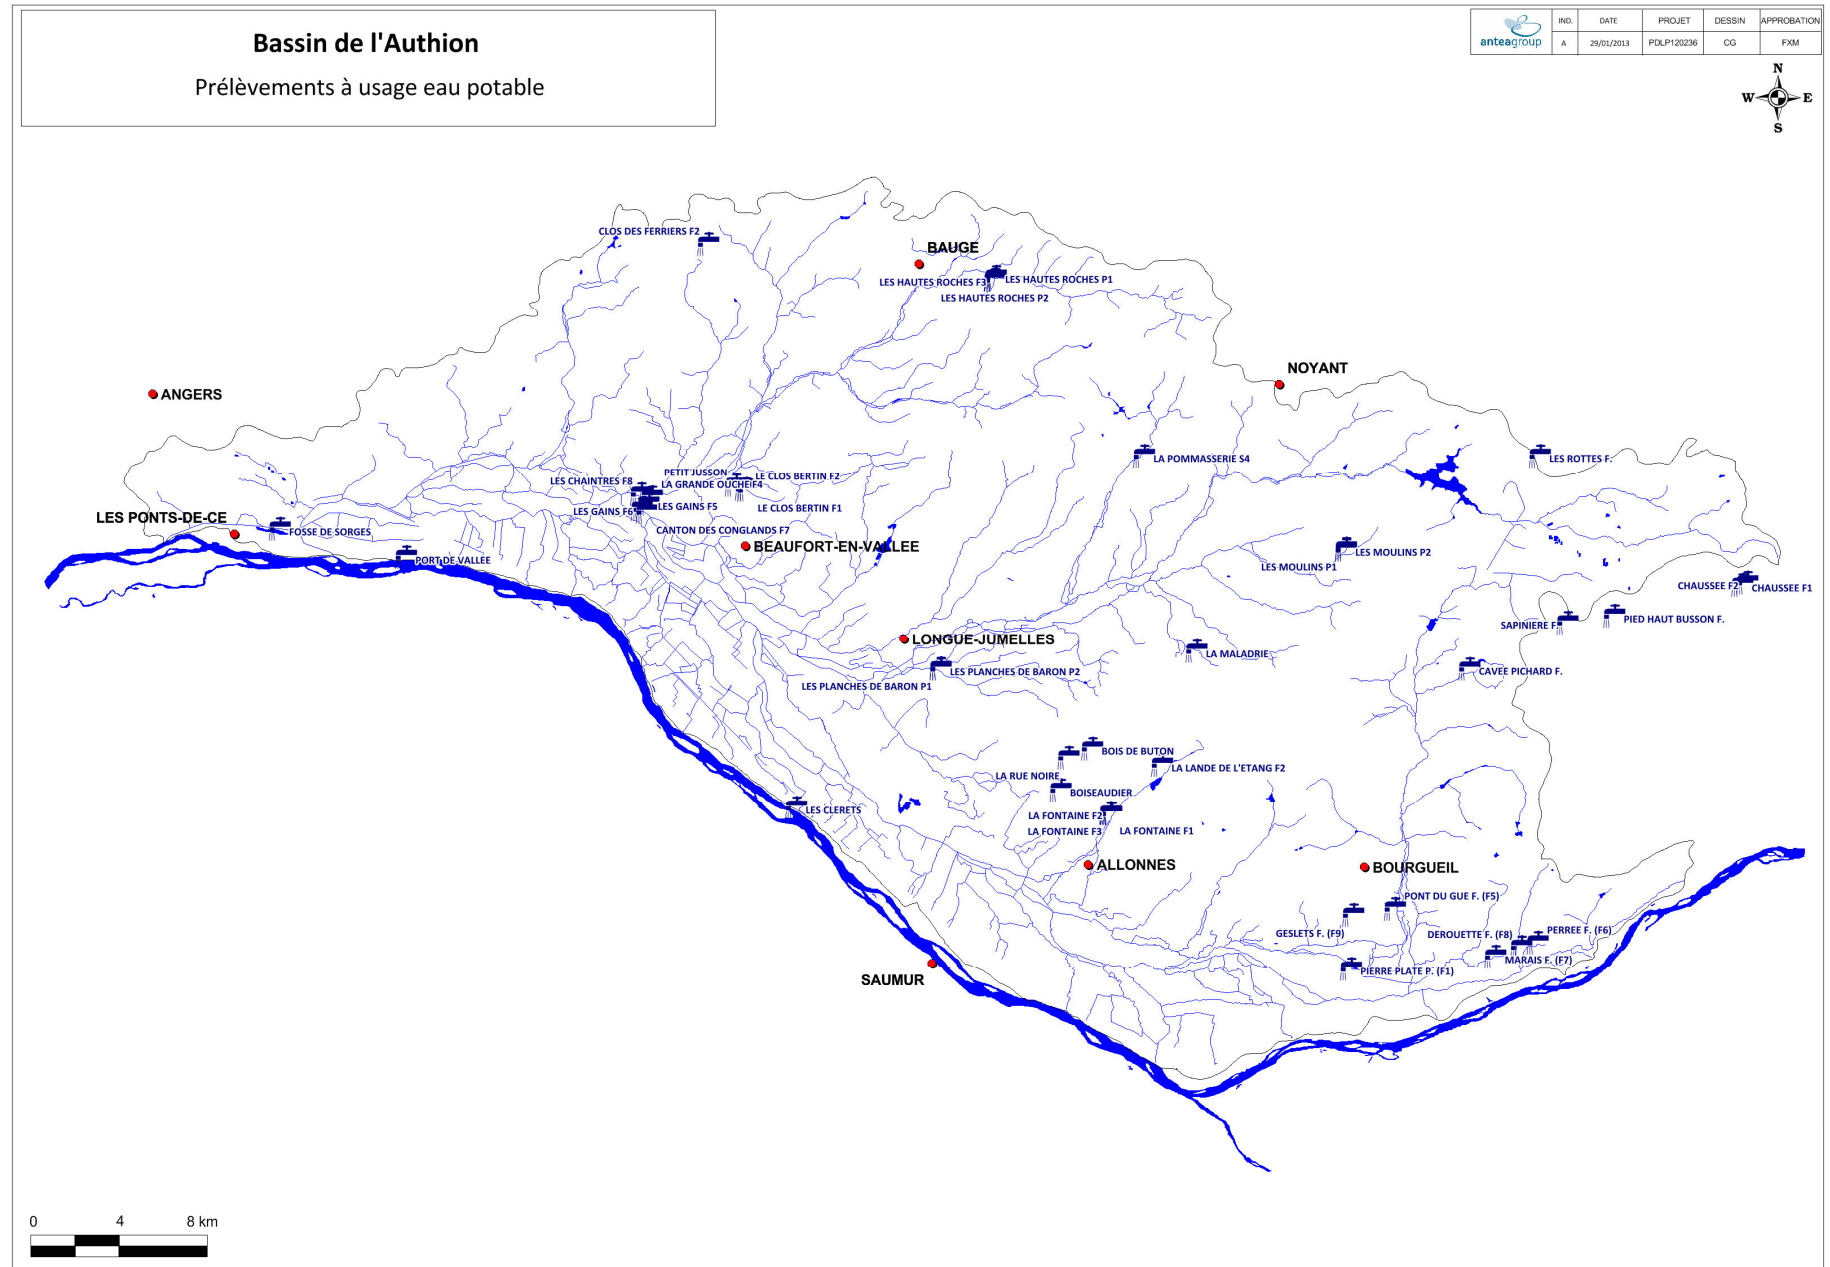 Bassin de l'Authion
Prélèvements à usage eau potable
anteagroup
IND. DATE PROJET DESSIN APPROBATION
A 29/01/2013 PDLP120236 CG FXM
N
W E
S
CLOS DES FERRIERS F2
BAUGE
LES HAUTES ROCHES F3
LES HAUTES ROCHES P1
LES HAUTES ROCHES P2
NOYANT
ANGERS
LA POMMASSERIE S4
LES ROTTES F.
PETIT JUSSON
LE CLOS BERTIN F2
LES CHAINTRES F8
LA GRANDE OUCHE F4
LES GAINS F5
LES GAINS F6
LE CLOS BERTIN F1
CANTON DES CONGLANDS F7
LES PONTS-DE-CE
FOSSE DE SORGES
BEAUFORT-EN-VALLEE
PORT DE VALLEE
LES MOULINS P2
LES MOULINS P1
CHAUSSEE F2
CHAUSSEE F1
SAPINIERE F.
PIED HAUT BUSSON F.
LONGUE-JUMELLES
LA MALADRIE
LES PLANCHES DE BARON P2
LES PLANCHES DE BARON P1
CAVEE PICHARD F.
BOIS DE BUTON
LA RUE NOIRE
LA LANDE DE L'ETANG F2
BOISEAUDIER
LES CLERETS
LA FONTAINE F2
LA FONTAINE F3
LA FONTAINE F1
ALLONNES
BOURGUEIL
PONT DU GUE F. (F5)
GESLETS F. (F9)
DEROUETTE F. (F8)
PERREE F. (F6)
MARAIS F. (F7)
PIERRE PLATE P. (F1)
SAUMUR
0 4 8 km